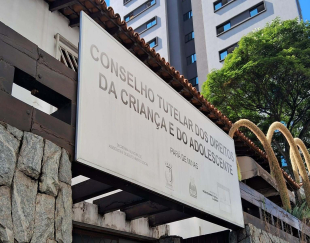 CONSELHO TUTELAR DOS DIREITOS
DA CRIANÇA E DO ADOLESCENTE